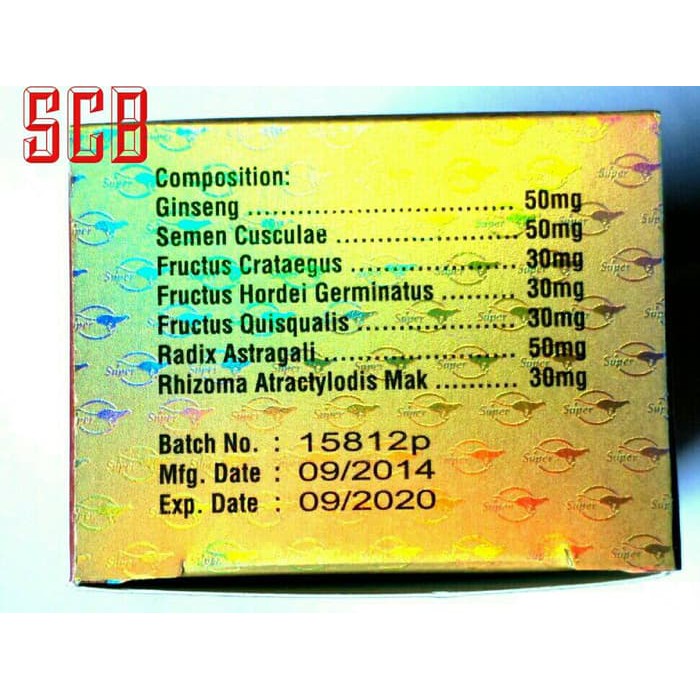 SCB
Composition:
Ginseng .................................... 50mg
Semen Cusculae ........................ 50mg
Fructus Crataegus ...................... 30mg
Fructus Hordei Germinatus ......... 30mg
Fructus Quisqualis ..................... 30mg
Radix Astragali .......................... 50mg
Rhizoma Atractylodis Mak .......... 30mg
Batch No. : 15812p
Mfg. Date : 09/2014
Exp. Date : 09/2020
Super